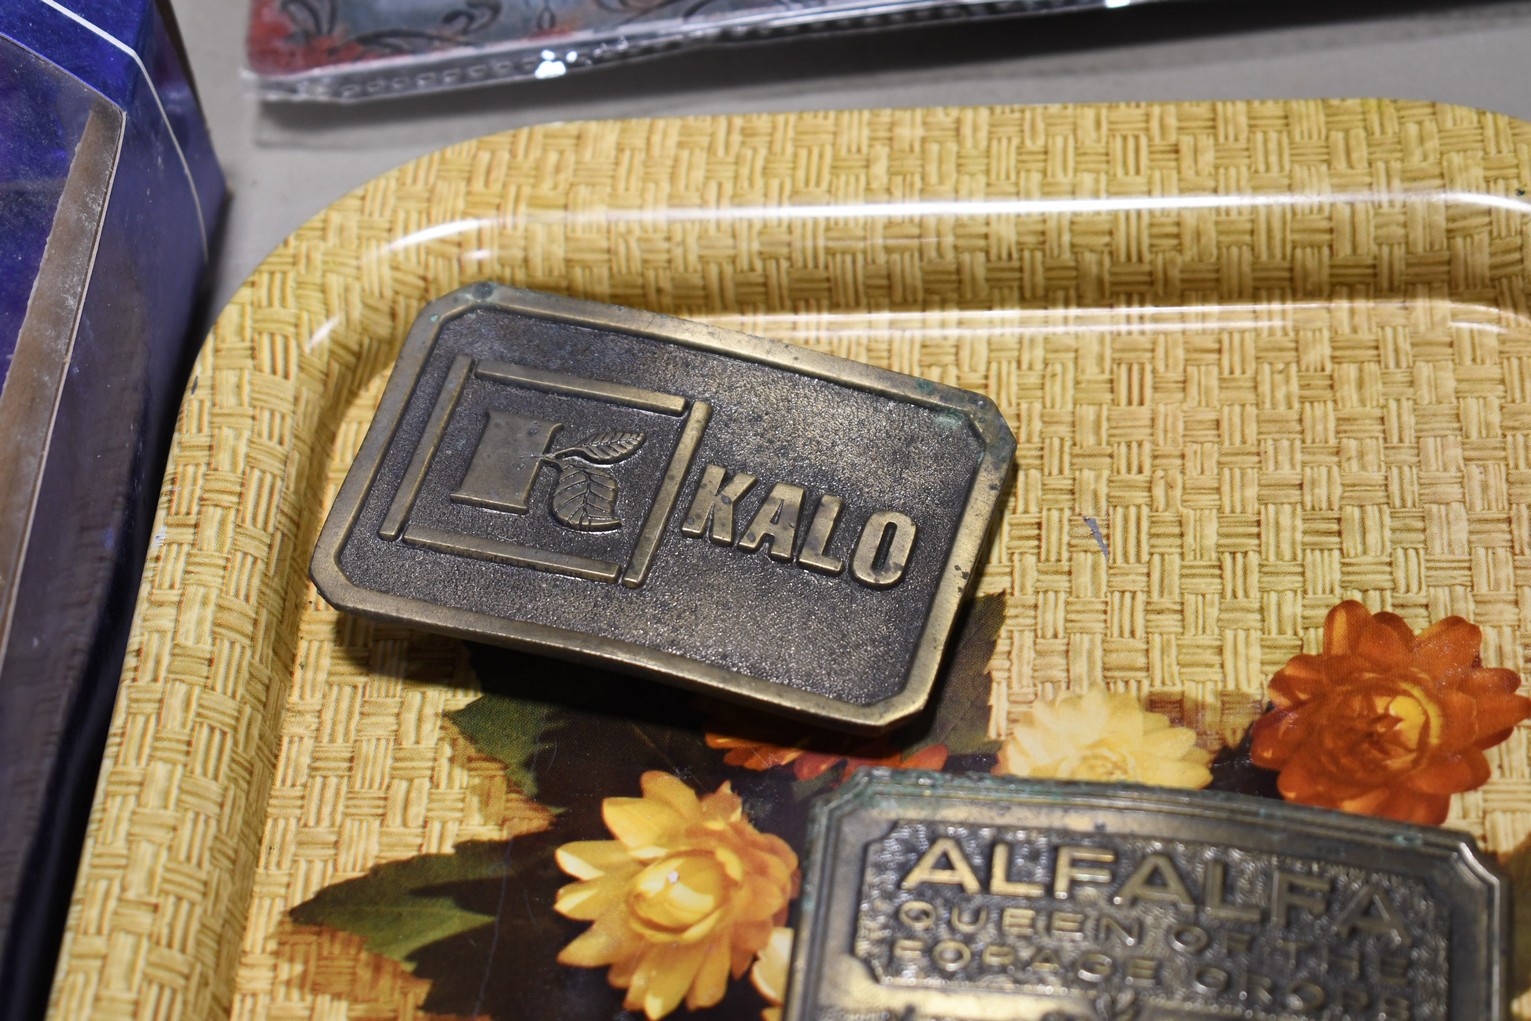 K
KALO
ALFALFA
QUEEN OF THE
FORAGE CROPS